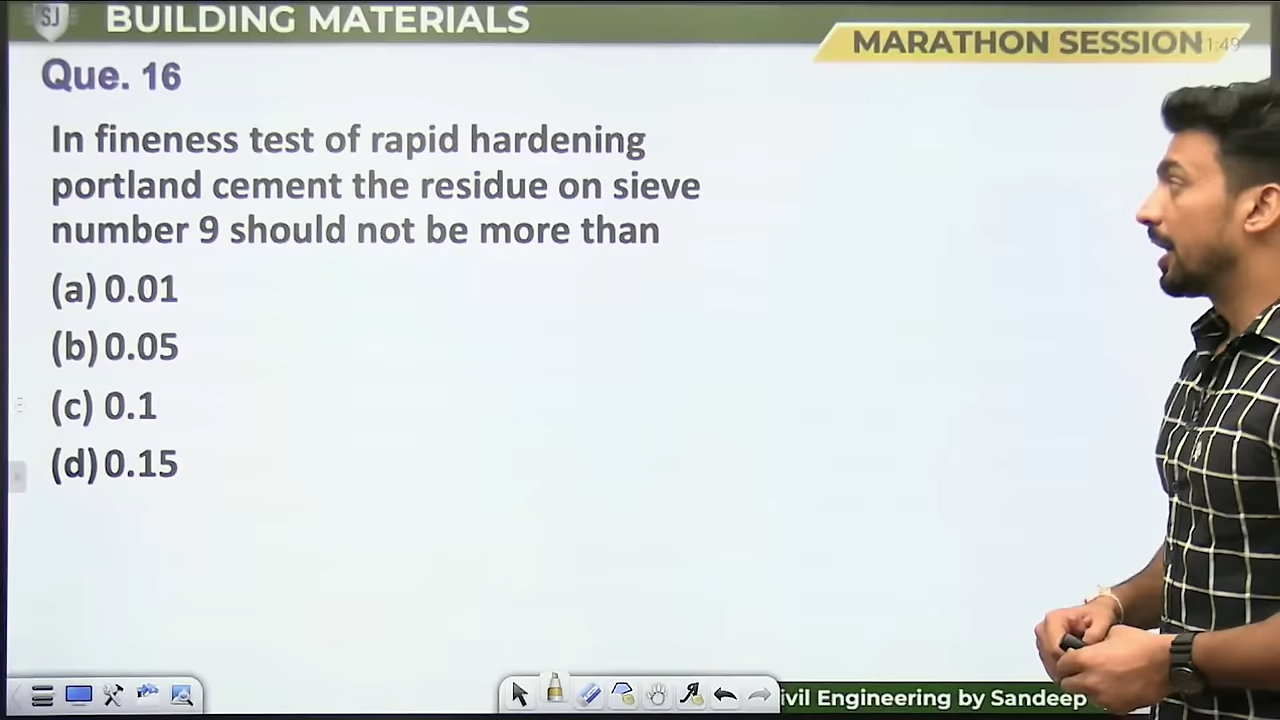 SJ
BUILDING MATERIALS
MARATHON SESSION
1:49
Que. 16
In fineness test of rapid hardening
portland cement the residue on sieve
number 9 should not be more than
(a) 0.01
(b) 0.05
(c) 0.1
(d) 0.15
ivil Engineering by Sandeep